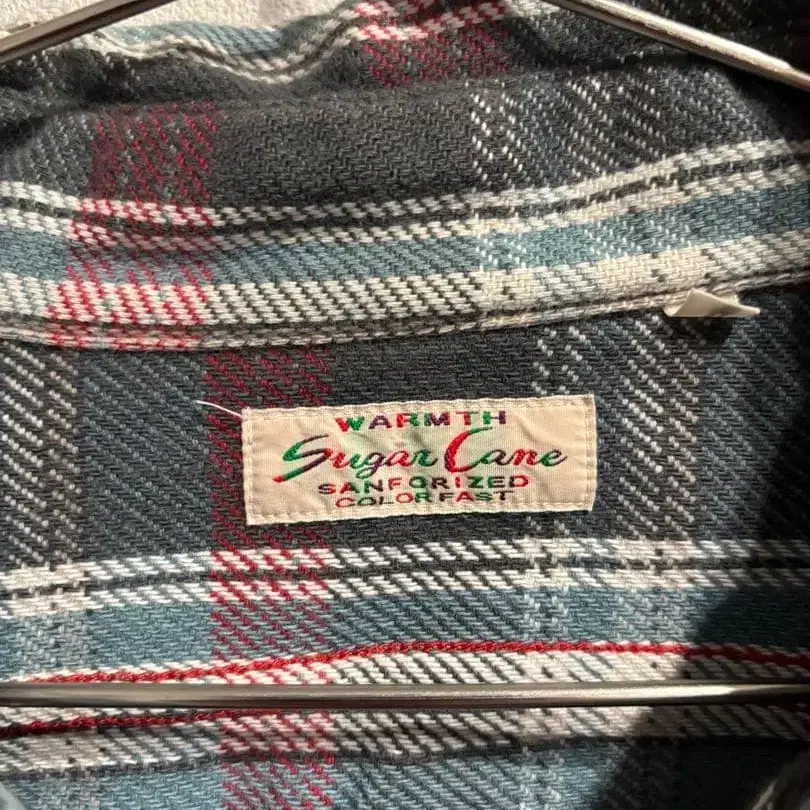 WARMTH
Sugar Cane
SANFORIZED
COLOR FAST